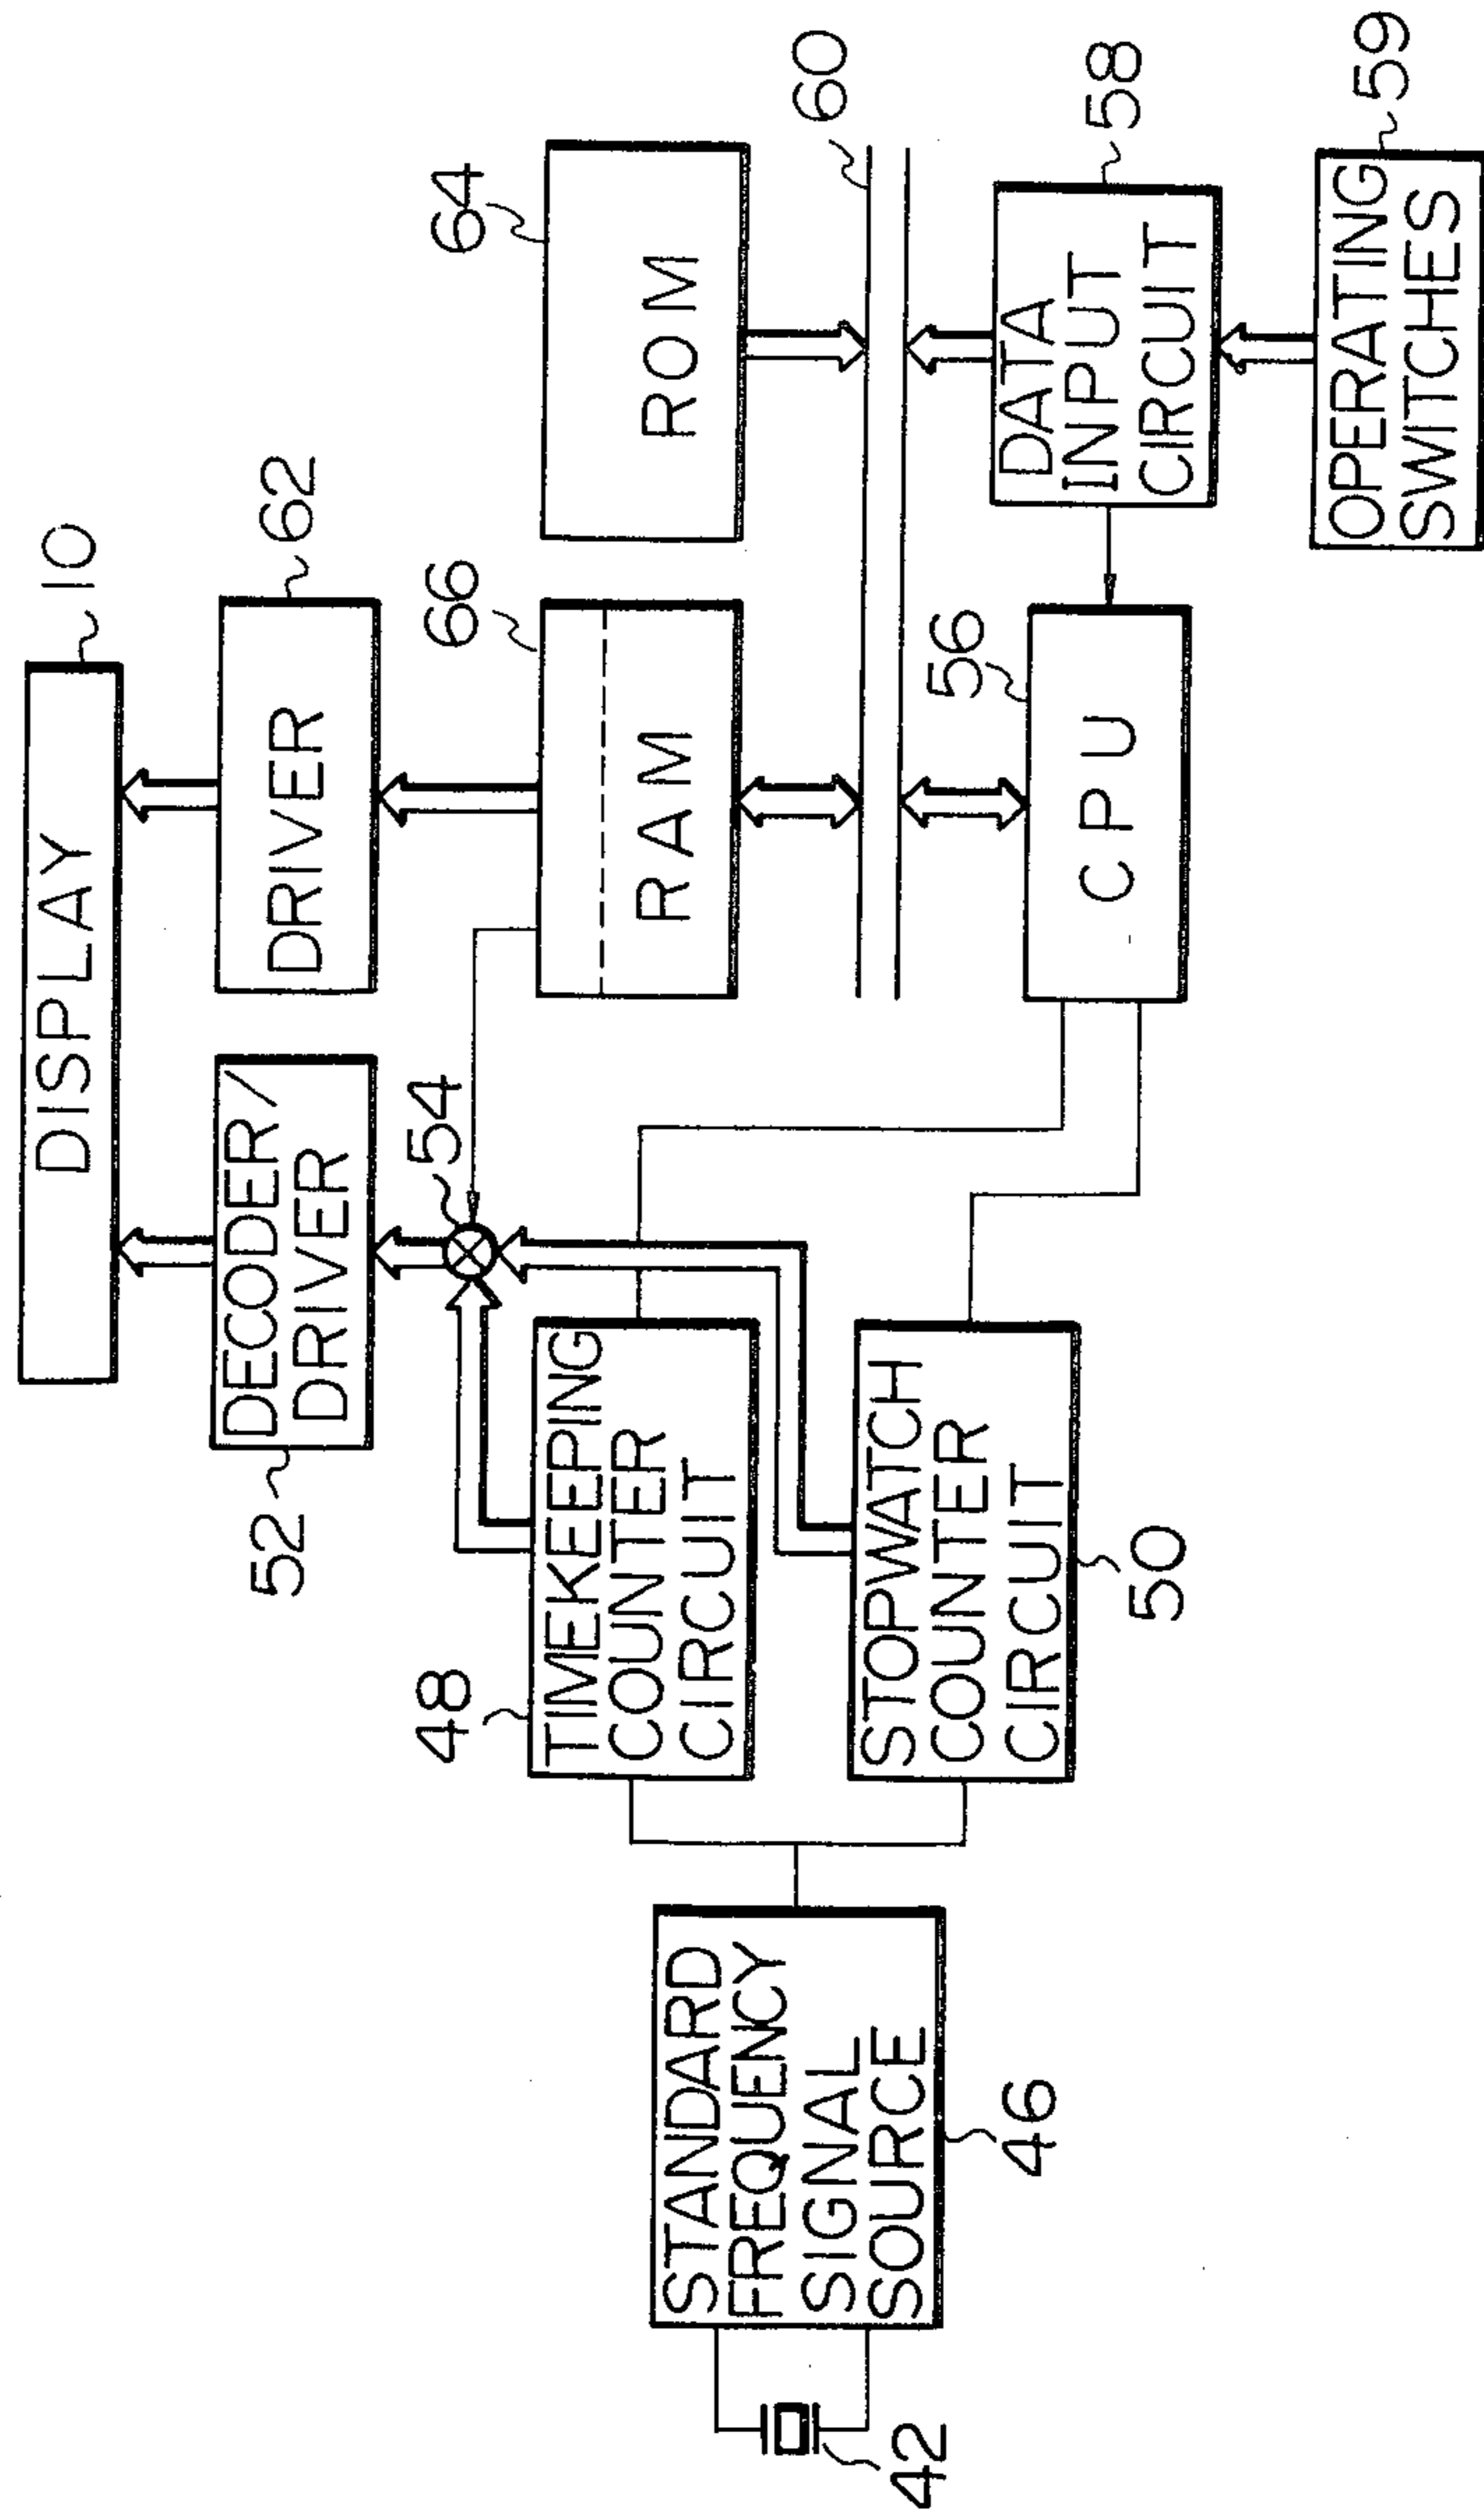 DISPLAY
10
DECODER/
DRIVER
52
DRIVER
62
54
48
TIMEKEEPING
COUNTER
CIRCUIT
66
RAM
64
ROM
60
STANDARD
FREQUENCY
SIGNAL
SOURCE
46
42
STOPWATCH
COUNTER
CIRCUIT
50
56
CPU
DATA
INPUT
CIRCUIT
58
OPERATING
SWITCHES
59